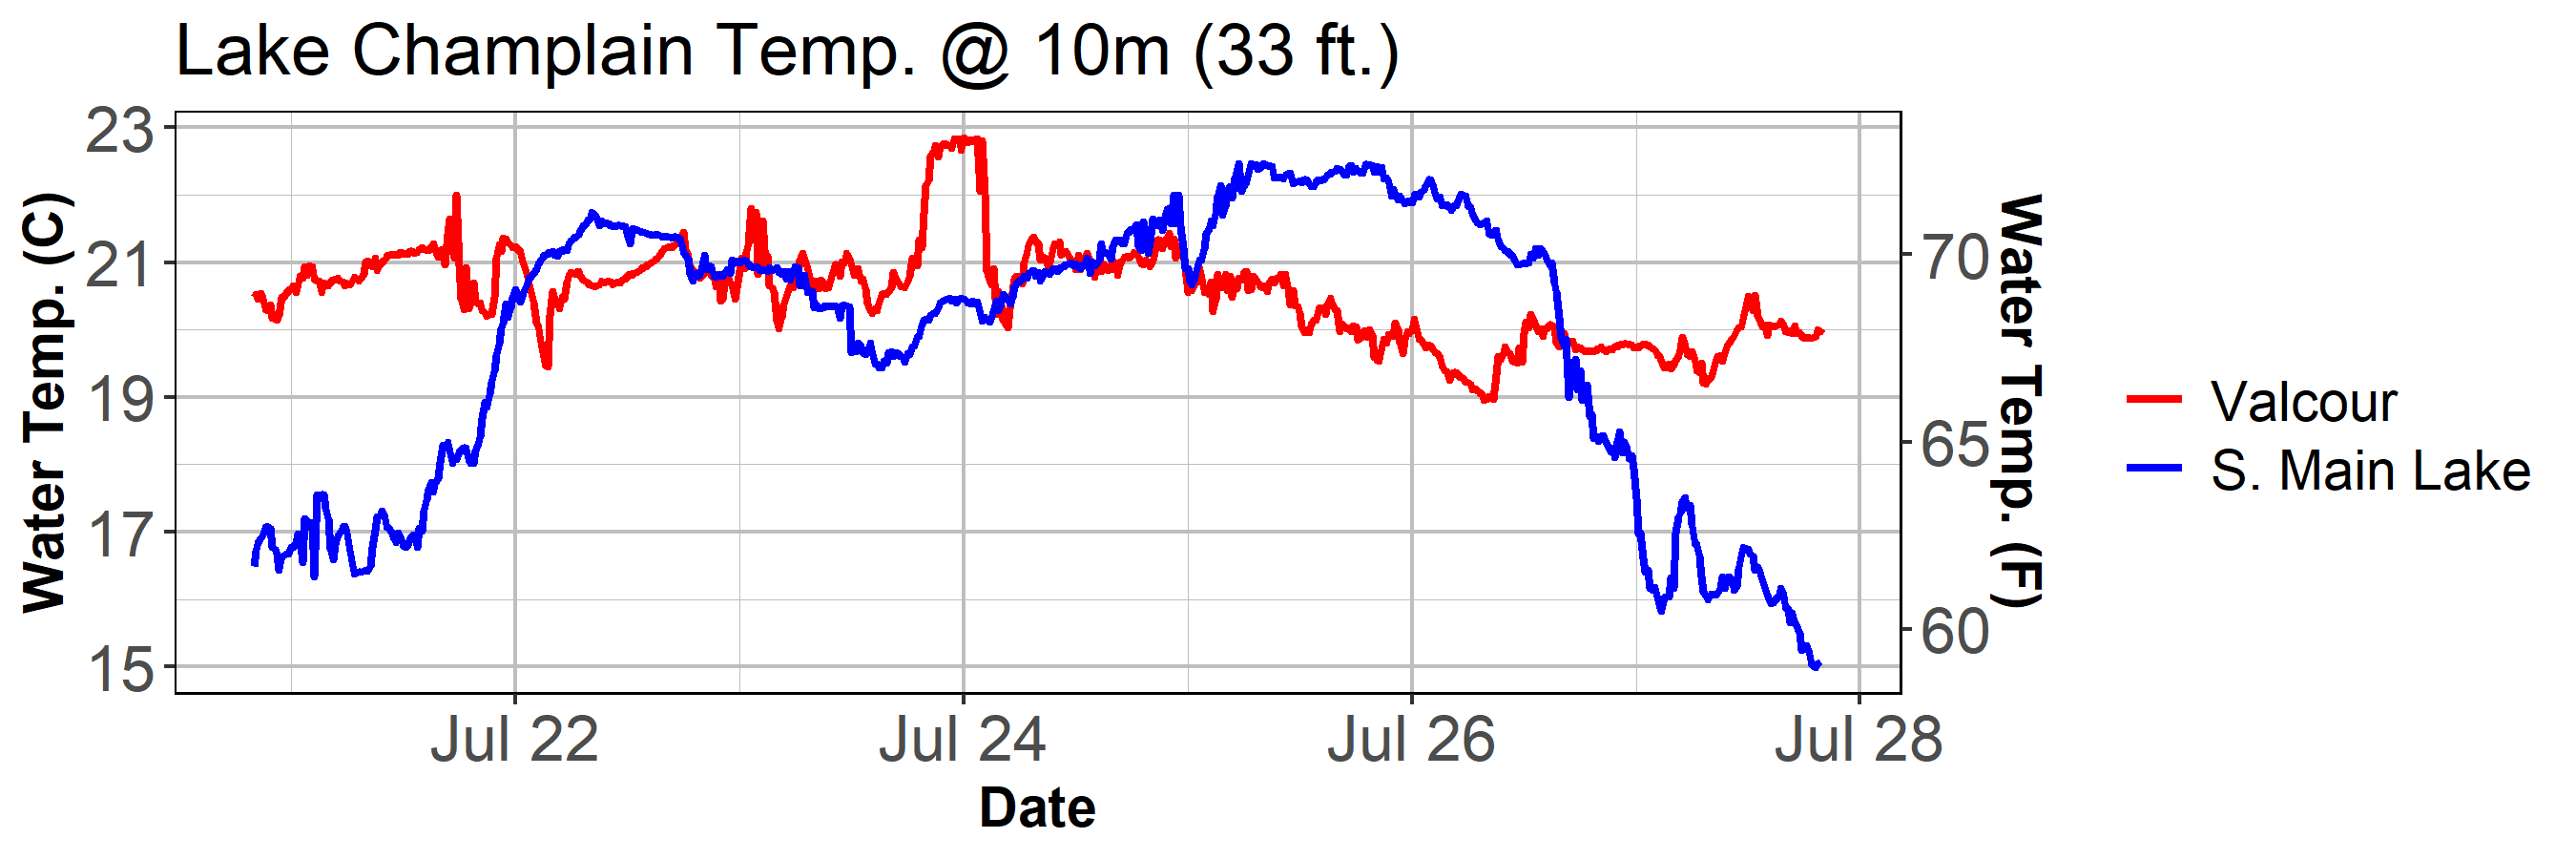 Lake Champlain Temp. @ 10m (33 ft.)
Water Temp. (C)
23
21
19
17
15
Water Temp. (F)
70
65
60
Jul 22
Jul 24
Jul 26
Jul 28
Date
Valcour
S. Main Lake